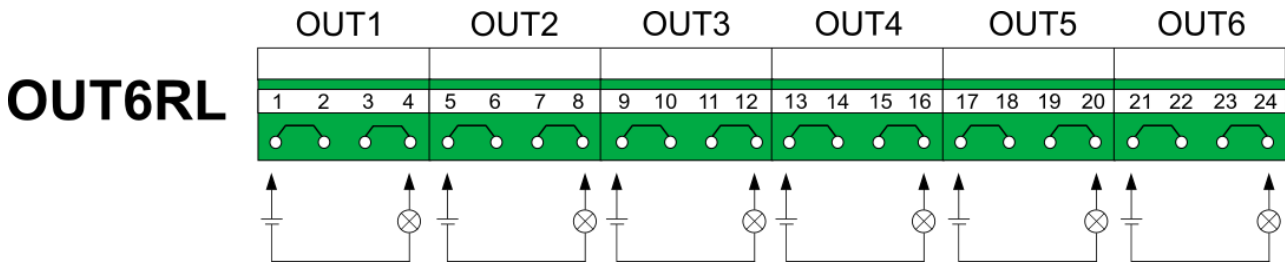 OUT1 OUT2 OUT3 OUT4 OUT5 OUT6
OUT6RL
1 2 3 4 5 6 7 8 9 10 11 12 13 14 15 16 17 18 19 20 21 22 23 24